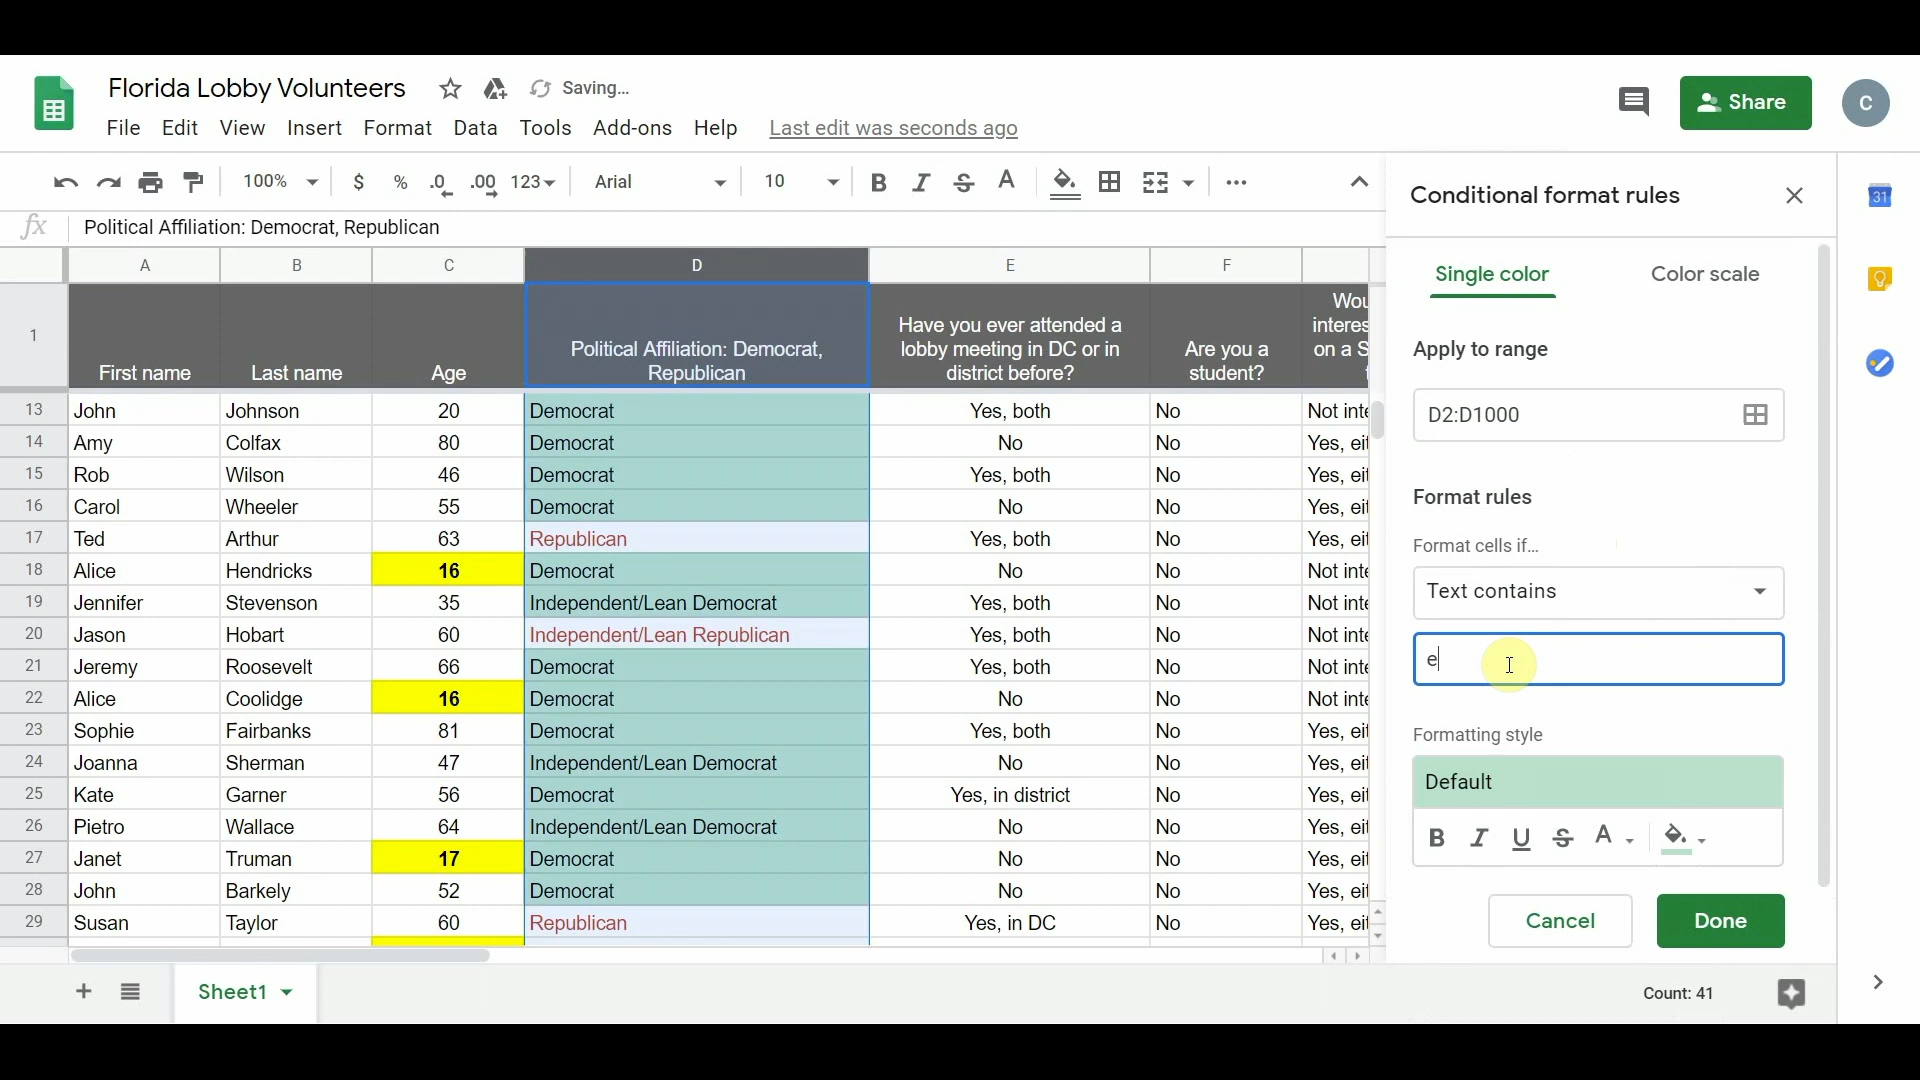 Florida Lobby Volunteers Saving...
File Edit View Insert Format Data Tools Add-ons Help Last edit was seconds ago
Share C
100% $ % .0 .00 123 Arial 10 B I S A
fx Political Affiliation: Democrat, Republican
A B C D E F
1 First name Last name Age
Political Affiliation: Democrat,
Republican
Have you ever attended a
lobby meeting in DC or in
district before?
Are you a
student?
Wou
interes
on a S
13 John Johnson 20 Democrat Yes, both No Not inte
14 Amy Colfax 80 Democrat No No Yes, eit
15 Rob Wilson 46 Democrat Yes, both No Yes, eit
16 Carol Wheeler 55 Democrat No No Yes, eit
17 Ted Arthur 63 Republican Yes, both No Yes, eit
18 Alice Hendricks 16 Democrat No No Not inte
19 Jennifer Stevenson 35 Independent/Lean Democrat Yes, both No Not inte
20 Jason Hobart 60 Independent/Lean Republican Yes, both No Not inte
21 Jeremy Roosevelt 66 Democrat Yes, both No Not inte
22 Alice Coolidge 16 Democrat No No Not inte
23 Sophie Fairbanks 81 Democrat Yes, both No Yes, eit
24 Joanna Sherman 47 Independent/Lean Democrat No No Yes, eit
25 Kate Garner 56 Democrat Yes, in district No Yes, eit
26 Pietro Wallace 64 Independent/Lean Democrat No No Yes, eit
27 Janet Truman 17 Democrat No No Yes, eit
28 John Barkely 52 Democrat No No Yes, eit
29 Susan Taylor 60 Republican Yes, in DC No Yes, eit
Sheet1
Count: 41
Conditional format rules
Single color Color scale
Apply to range
D2:D1000
Format rules
Format cells if...
Text contains
e
Formatting style
Default
B I U S A
Cancel Done
31